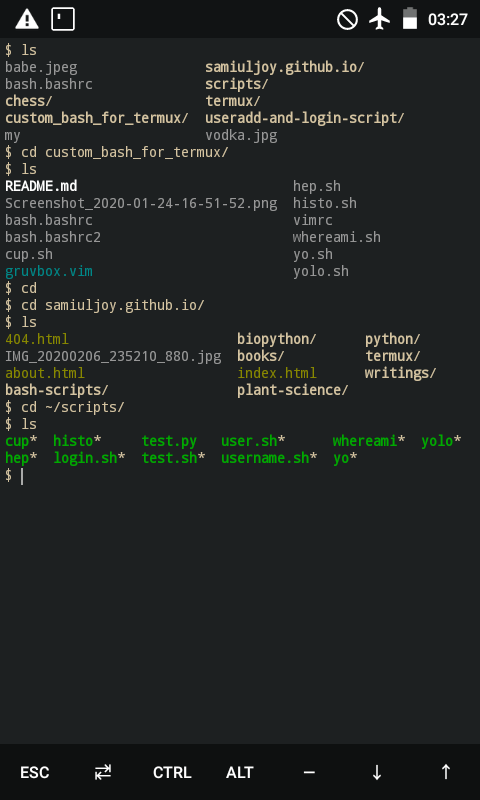 03:27
$ ls
babe.jpeg samiuljoy.github.io/
bash.bashrc scripts/
chess/ termux/
custom_bash_for_termux/ useradd-and-login-script/
my vodka.jpg
$ cd custom_bash_for_termux/
$ ls
README.md hep.sh
Screenshot_2020-01-24-16-51-52.png histo.sh
bash.bashrc vimrc
bash.bashrc2 whereami.sh
cup.sh yo.sh
gruvbox.vim yolo.sh
$ cd
$ cd samiuljoy.github.io/
$ ls
404.html biopython/ python/
IMG_20200206_235210_880.jpg books/ termux/
about.html index.html writings/
bash-scripts/ plant-science/
$ cd ~/scripts/
$ ls
cup* histo* test.py user.sh* whereami* yolo*
hep* login.sh* test.sh* username.sh* yo*
$
ESC ⇄ CTRL ALT – ↓ ↑